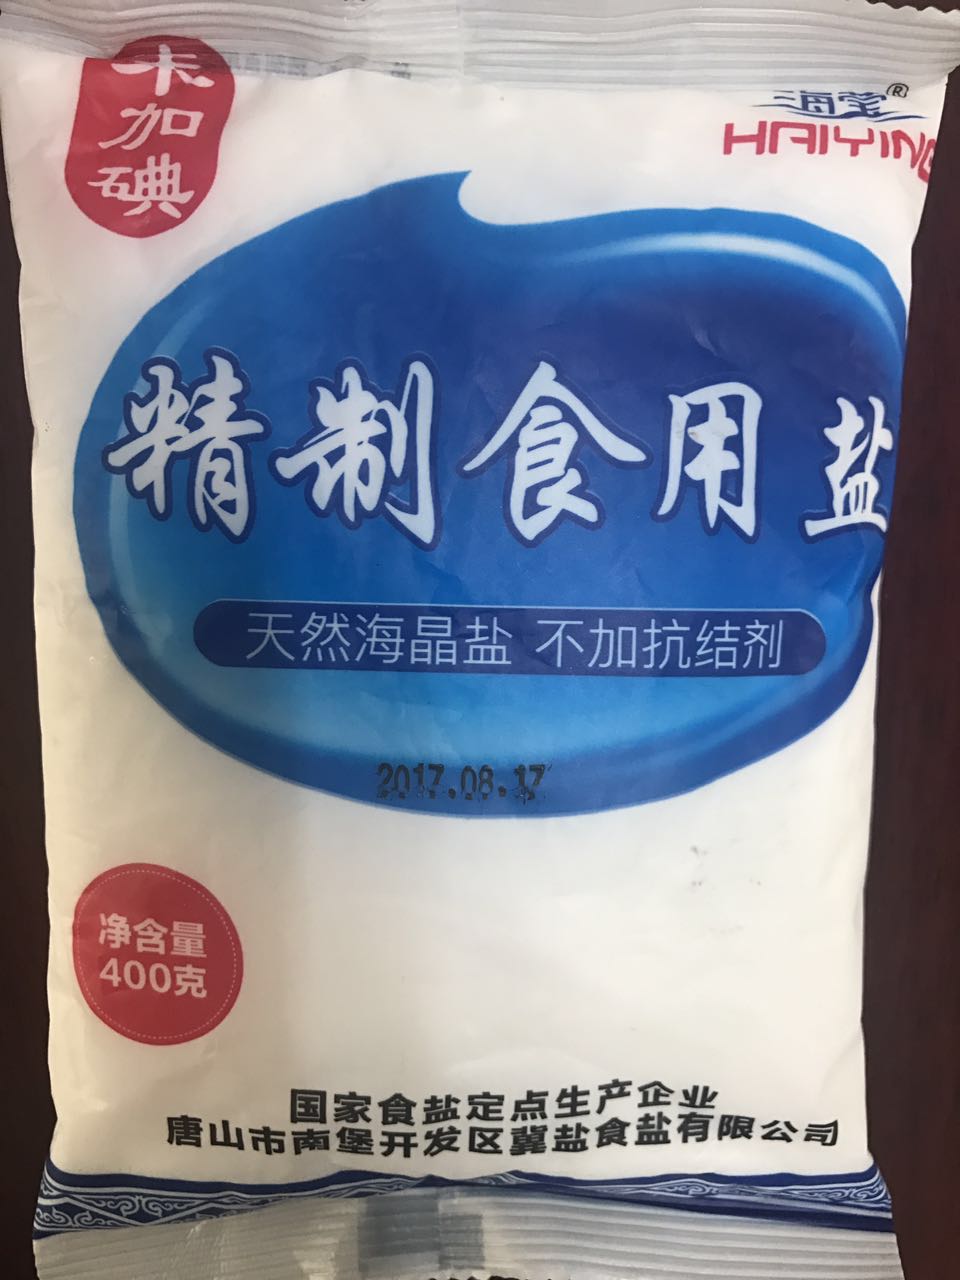 未加碘
海莹®
HAIYING
精制食用盐
天然海晶盐 不加抗结剂
2017.08.17
净含量
400克
国家食盐定点生产企业
唐山市南堡开发区冀盐食盐有限公司